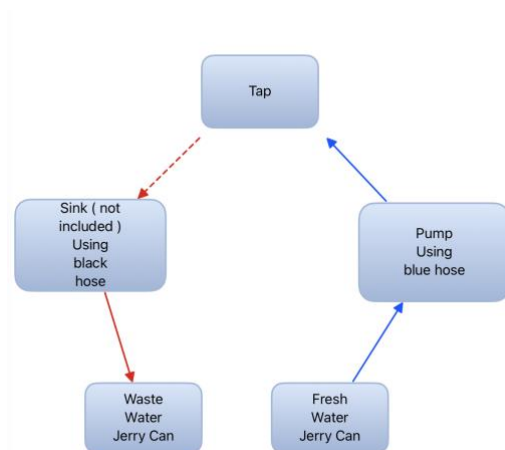 Tap
Sink ( not
included )
Using
black
hose
Pump
Using
blue hose
Waste
Water
Jerry Can
Fresh
Water
Jerry Can